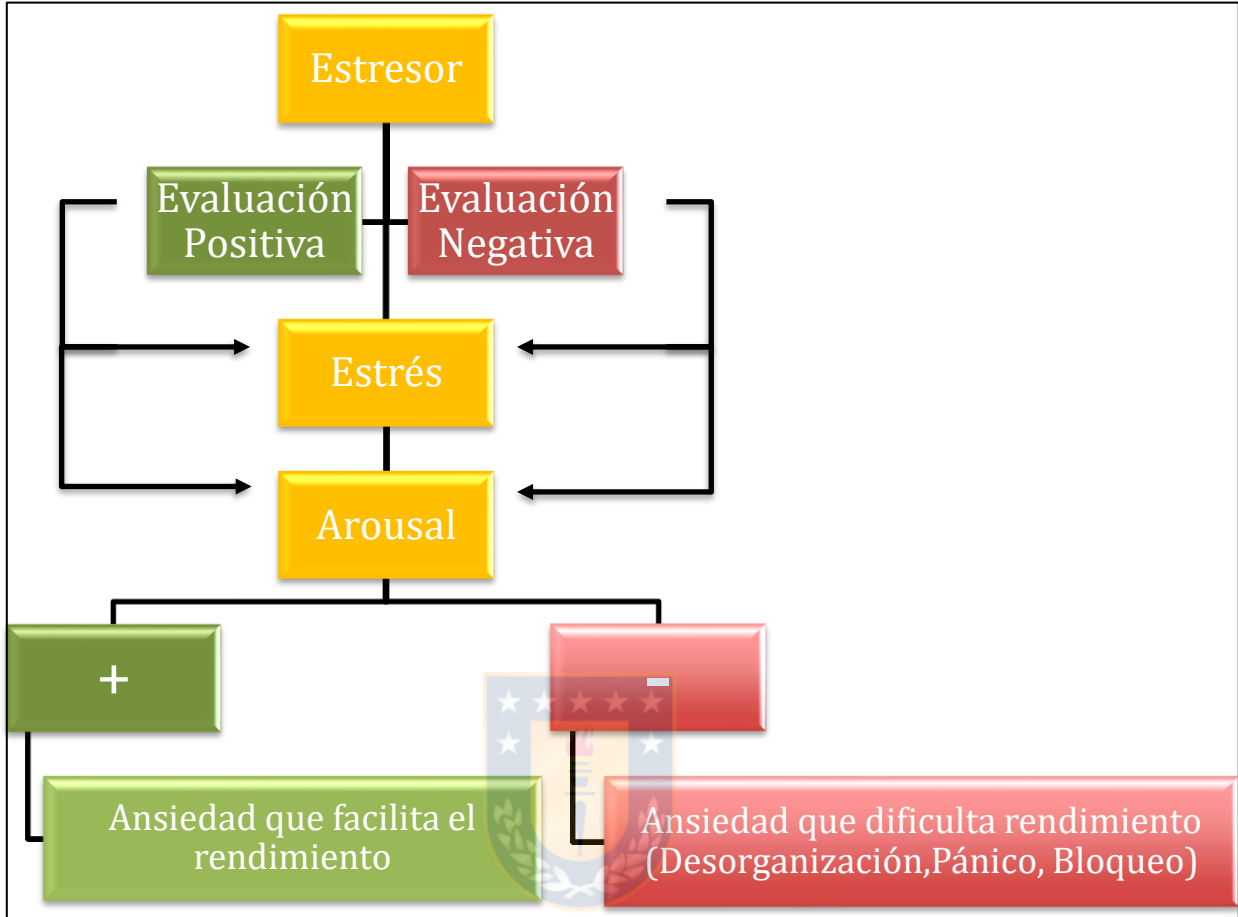 Estresor
Evaluación
Positiva
Evaluación
Negativa
Estrés
Arousal
+
-
Ansiedad que facilita el
rendimiento
Ansiedad que dificulta rendimiento
(Desorganización,Pánico, Bloqueo)